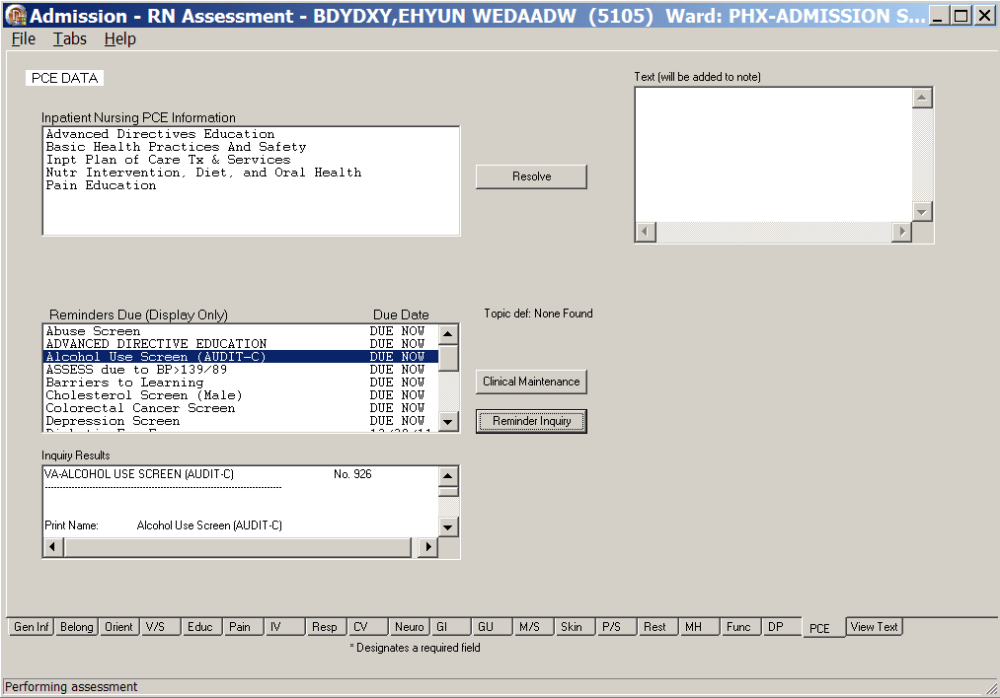 Admission - RN Assessment - BDYDXY,EHYUN WEDAADW (5105) Ward: PHX-ADMISSION S...
File Tabs Help
PCE DATA
Text (will be added to note)
Inpatient Nursing PCE Information
Advanced Directives Education
Basic Health Practices And Safety
Inpt Plan of Care Tx & Services
Nutr Intervention, Diet, and Oral Health
Pain Education
Resolve
Reminders Due (Display Only) Due Date
Topic def: None Found
Abuse Screen DUE NOW
ADVANCED DIRECTIVE EDUCATION DUE NOW
Alcohol Use Screen (AUDIT-C) DUE NOW
ASSESS due to BP>139/89 DUE NOW
Barriers to Learning DUE NOW
Cholesterol Screen (Male) DUE NOW
Colorectal Cancer Screen DUE NOW
Depression Screen DUE NOW
Clinical Maintenance
Reminder Inquiry
Inquiry Results
VA-ALCOHOL USE SCREEN (AUDIT-C) No. 926
Print Name: Alcohol Use Screen (AUDIT-C)
Gen Inf Belong Orient V/S Educ Pain IV Resp CV Neuro GI GU M/S Skin P/S Rest MH Func DP PCE View Text
* Designates a required field
Performing assessment